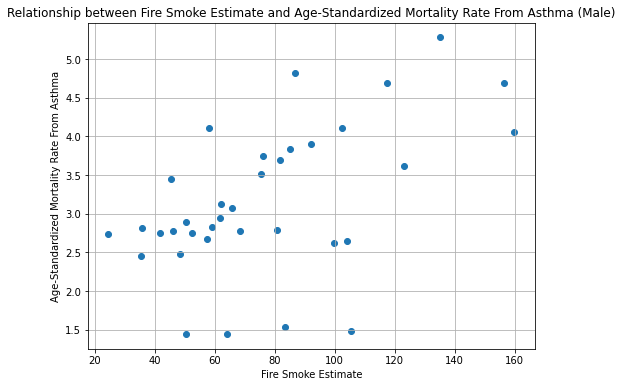 Relationship between Fire Smoke Estimate and Age-Standardized Mortality Rate From Asthma (Male)
Age-Standardized Mortality Rate From Asthma
5.0
4.5
4.0
3.5
3.0
2.5
2.0
1.5
20 40 60 80 100 120 140 160
Fire Smoke Estimate